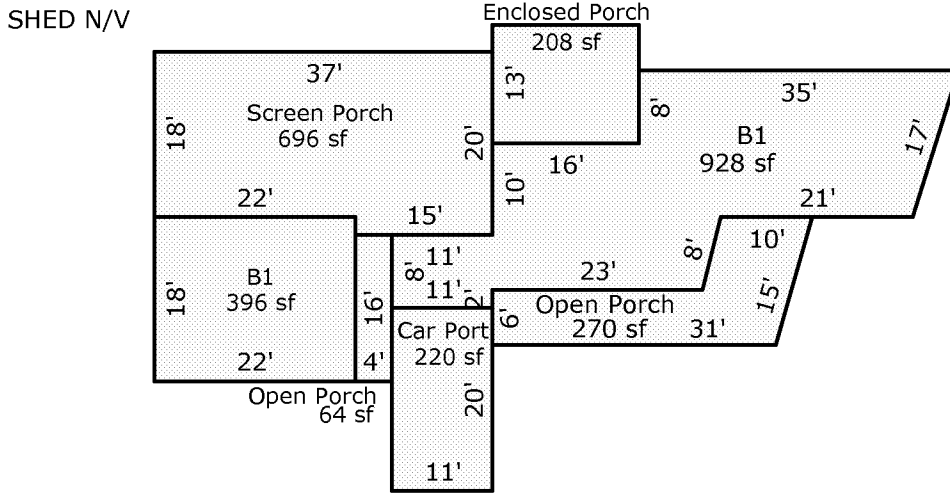 SHED N/V
Enclosed Porch
208 sf
13'
37'
Screen Porch
696 sf
18'
20'
22'
15'
35'
8'
B1
928 sf
17'
16'
10'
21'
11'
8'
11'
2'
23'
8'
10'
15'
B1
396 sf
18'
22'
16'
4'
Open Porch
64 sf
Open Porch
270 sf
6'
31'
Car Port
220 sf
20'
11'